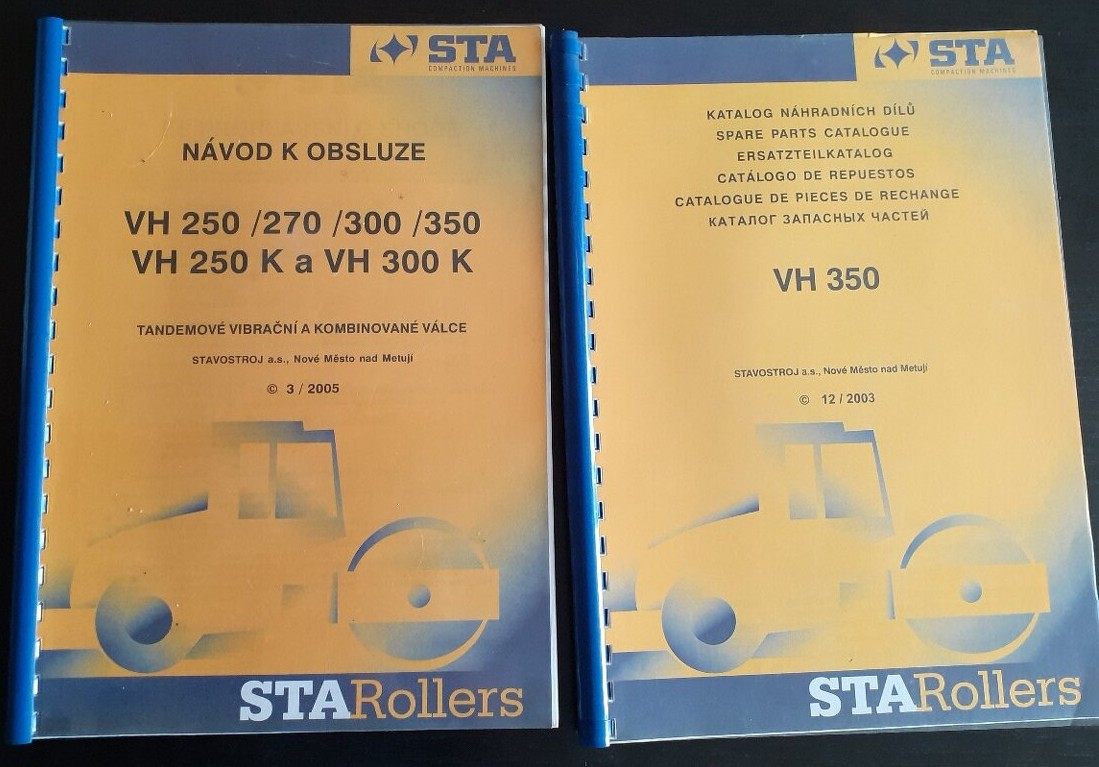 STA
COMPACTION MACHINES
NÁVOD K OBSLUZE
VH 250 /270 /300 /350
VH 250 K a VH 300 K
TANDEMOVÉ VIBRAČNÍ A KOMBINOVANÉ VÁLCE
STAVOSTROJ a.s., Nové Město nad Metují
© 3 / 2005
STARollers
STA
COMPACTION MACHINES
KATALOG NÁHRADNÍCH DÍLŮ
SPARE PARTS CATALOGUE
ERSATZTEILKATALOG
CATÁLOGO DE REPUESTOS
CATALOGUE DE PIECES DE RECHANGE
КАТАЛОГ ЗАПАСНЫХ ЧАСТЕЙ
VH 350
STAVOSTROJ a.s., Nové Město nad Metují
© 12 / 2003
STARollers